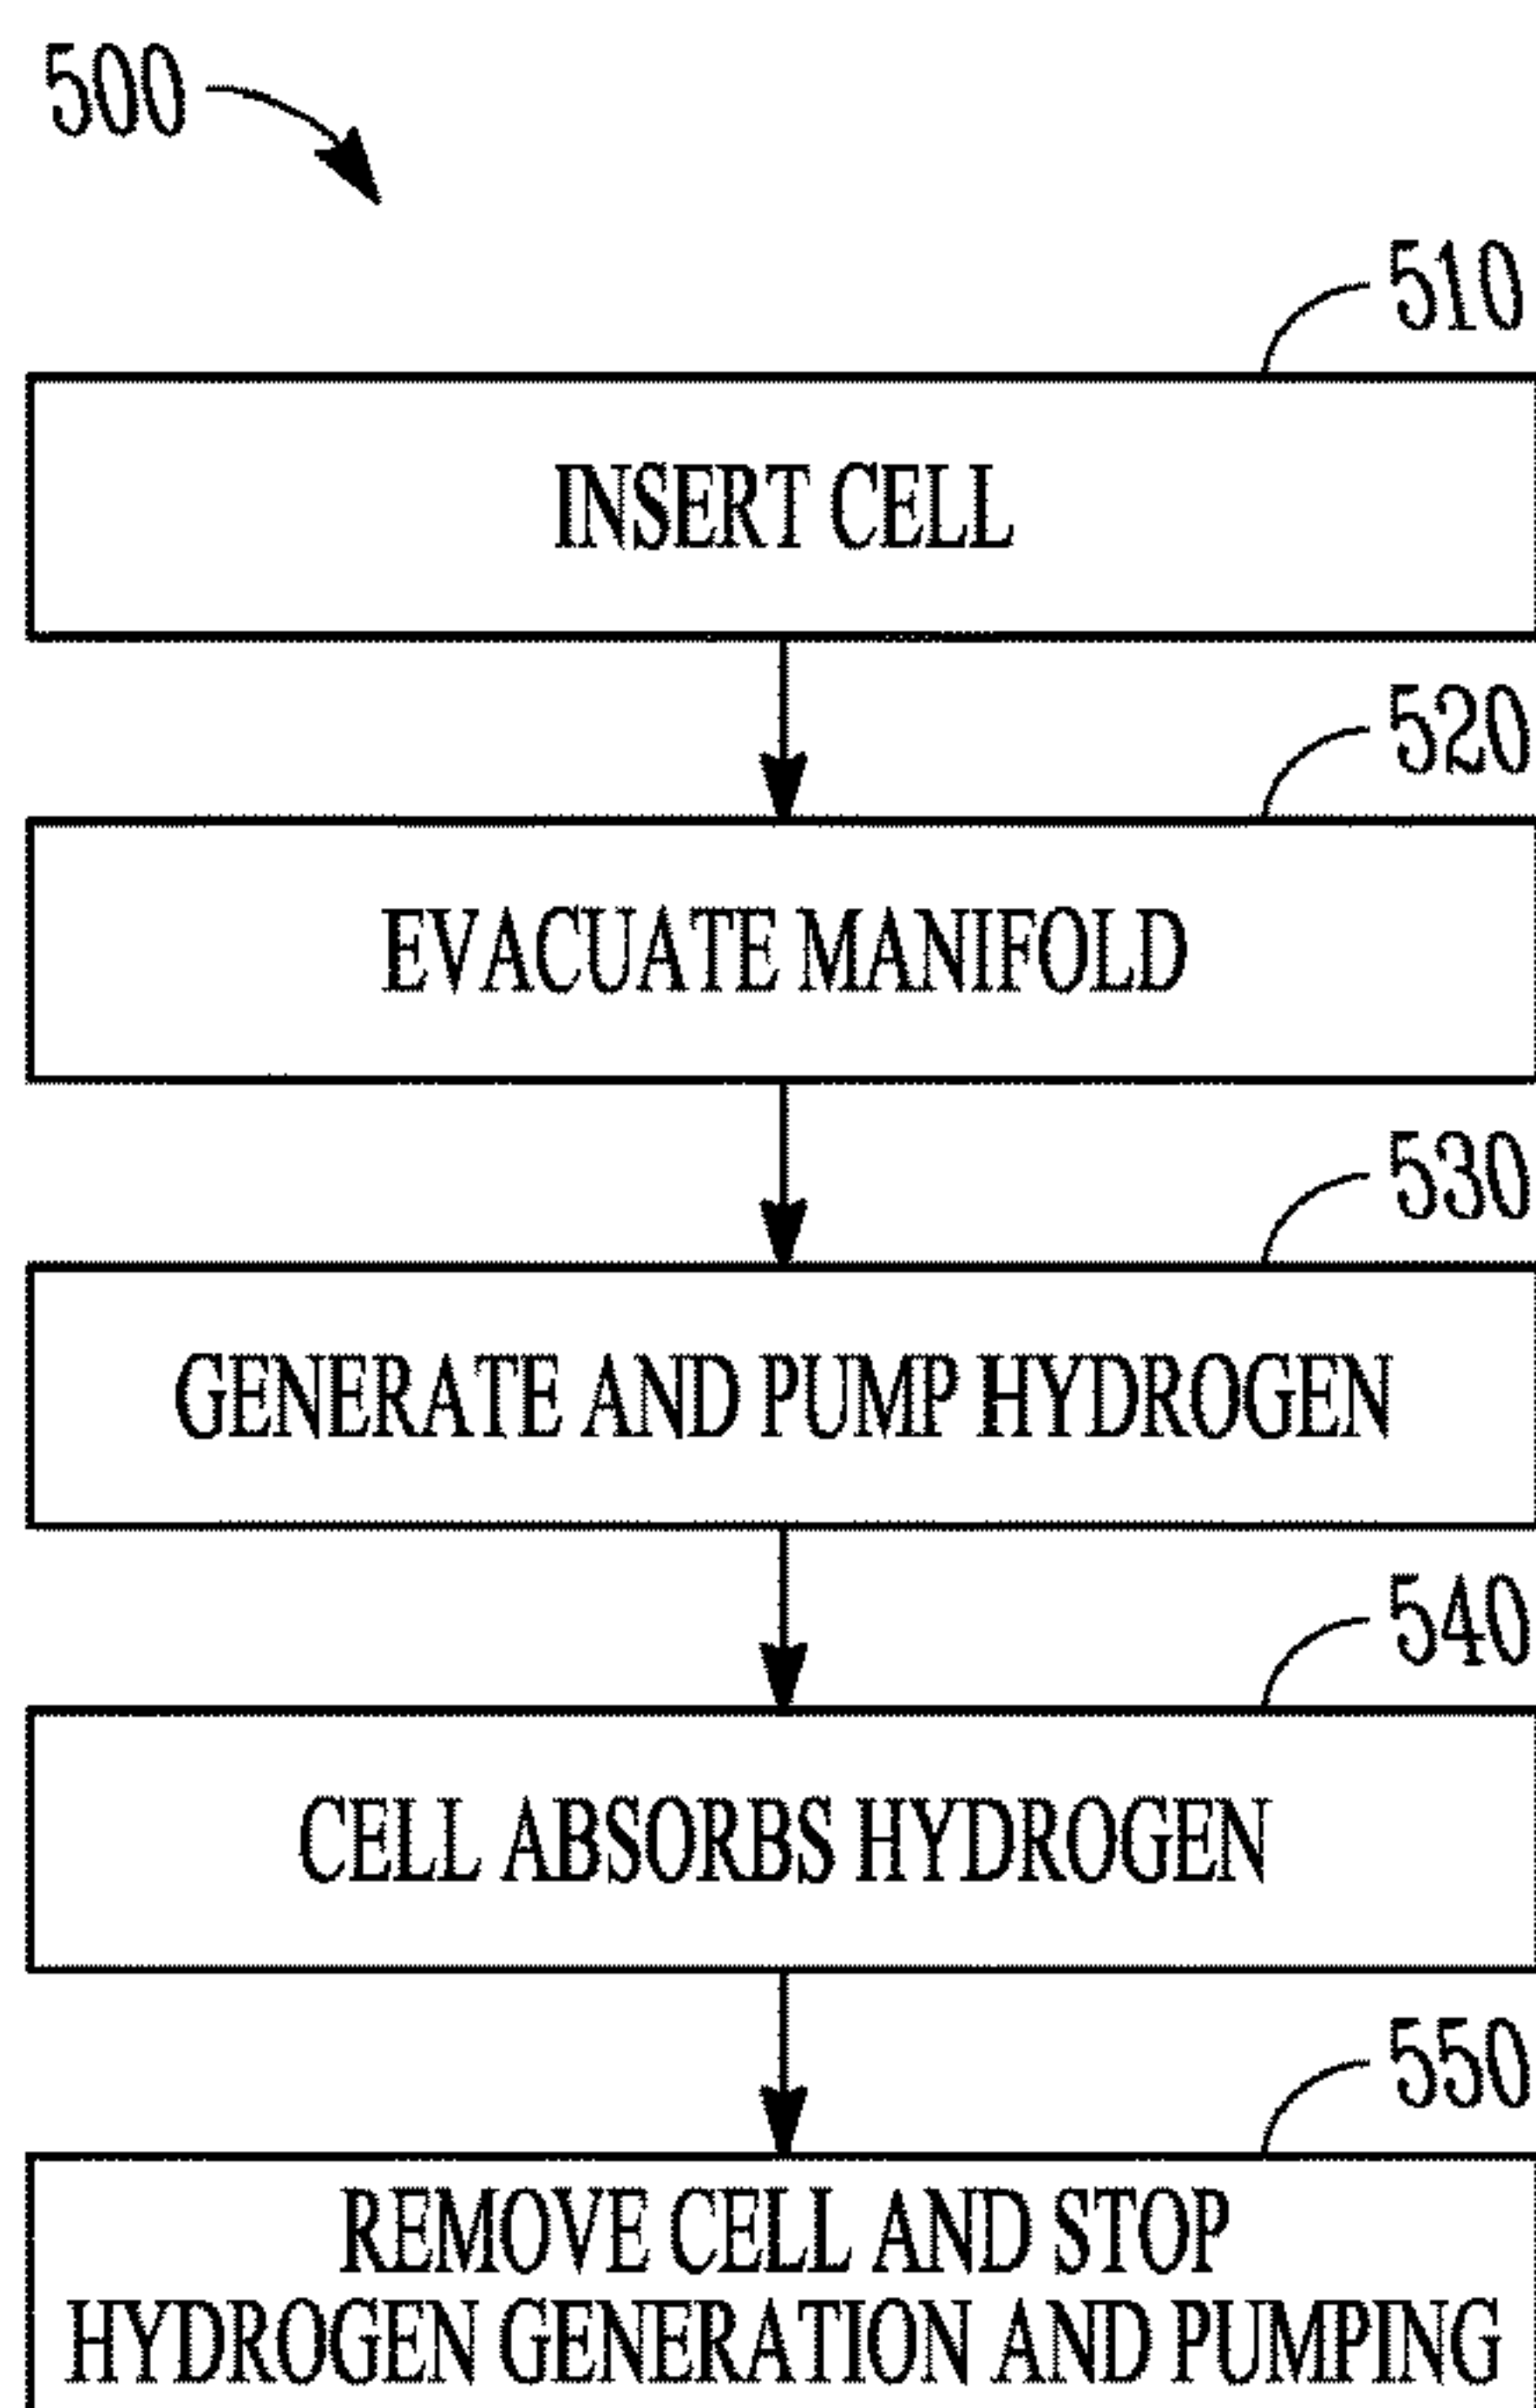 500
510
INSERT CELL
520
EVACUATE MANIFOLD
530
GENERATE AND PUMP HYDROGEN
540
CELL ABSORBS HYDROGEN
550
REMOVE CELL AND STOP
HYDROGEN GENERATION AND PUMPING